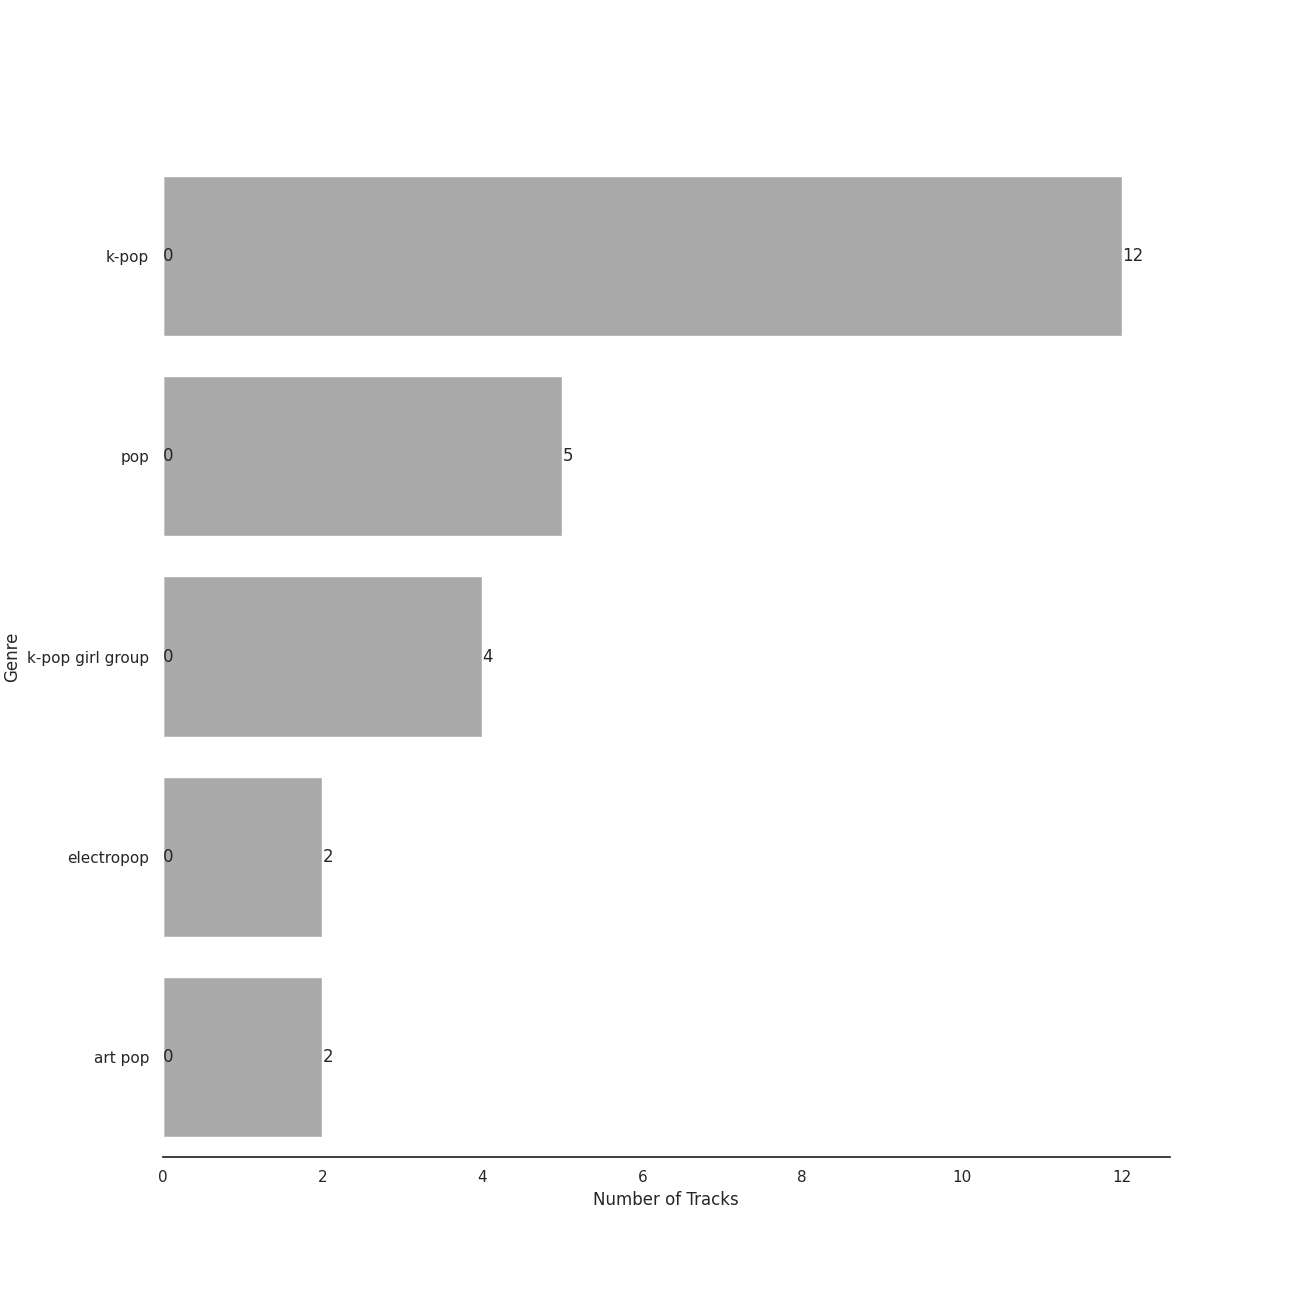 k-pop 0 12
pop 0 5
k-pop girl group 0 4
electropop 0 2
art pop 0 2
Genre
0 2 4 6 8 10 12
Number of Tracks